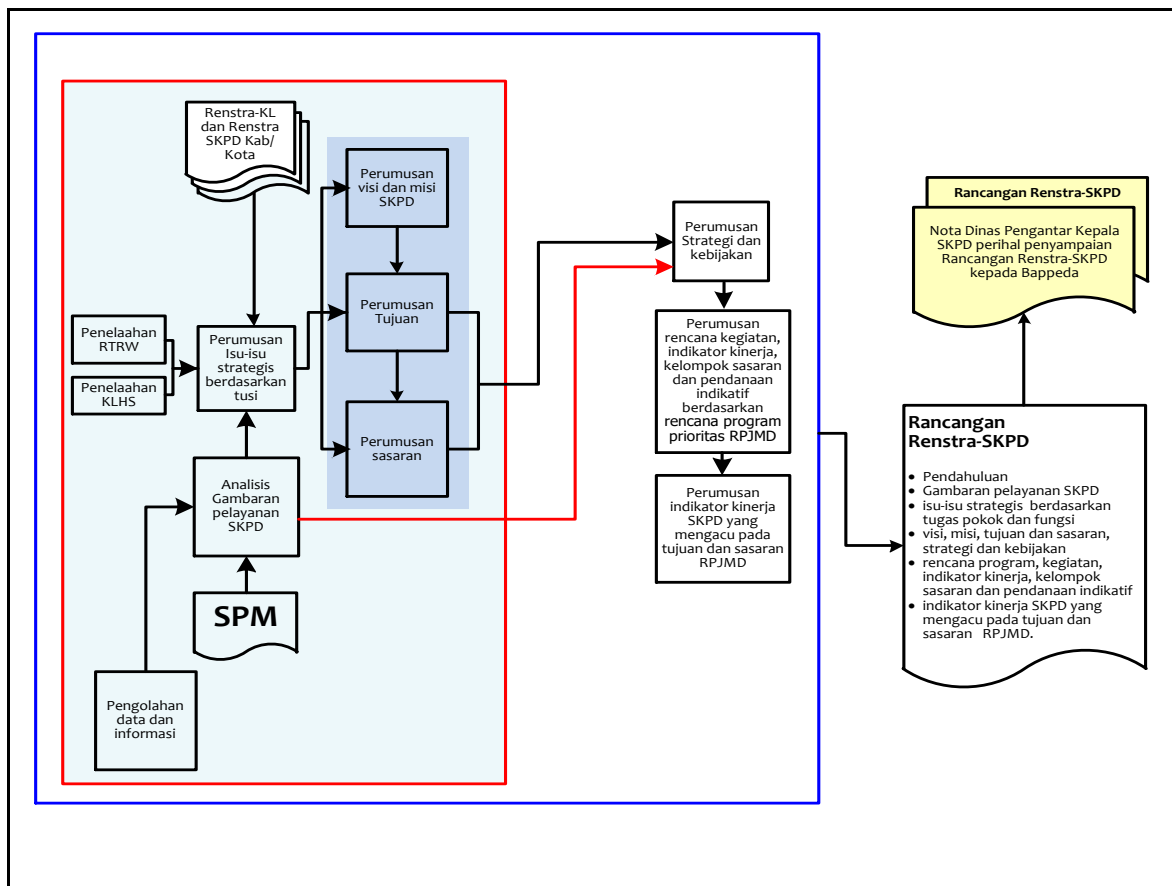 Renstra-KL
dan Renstra
SKPD Kab/
Kota
Perumusan
visi dan misi
SKPD
Perumusan
Tujuan
Perumusan
sasaran
Penelaahan
RTRW
Penelaahan
KLHS
Perumusan
Isu-isu
strategis
berdasarkan
tusi
Analisis
Gambaran
pelayanan
SKPD
SPM
Pengolahan
data dan
informasi
Perumusan
Strategi dan
kebijakan
Perumusan
rencana kegiatan,
indikator kinerja,
kelompok sasaran
dan pendanaan
indikatif
berdasarkan
rencana program
prioritas RPJMD
Perumusan
indikator kinerja
SKPD yang
mengacu pada
tujuan dan sasaran
RPJMD
Rancangan Renstra-SKPD
Nota Dinas Pengantar Kepala
SKPD perihal penyampaian
Rancangan Renstra-SKPD
kepada Bappeda
Rancangan
Renstra-SKPD
• Pendahuluan
• Gambaran pelayanan SKPD
• isu-isu strategis berdasarkan
tugas pokok dan fungsi
• visi, misi, tujuan dan sasaran,
strategi dan kebijakan
• rencana program, kegiatan,
indikator kinerja, kelompok
sasaran dan pendanaan indikatif
• indikator kinerja SKPD yang
mengacu pada tujuan dan
sasaran RPJMD.